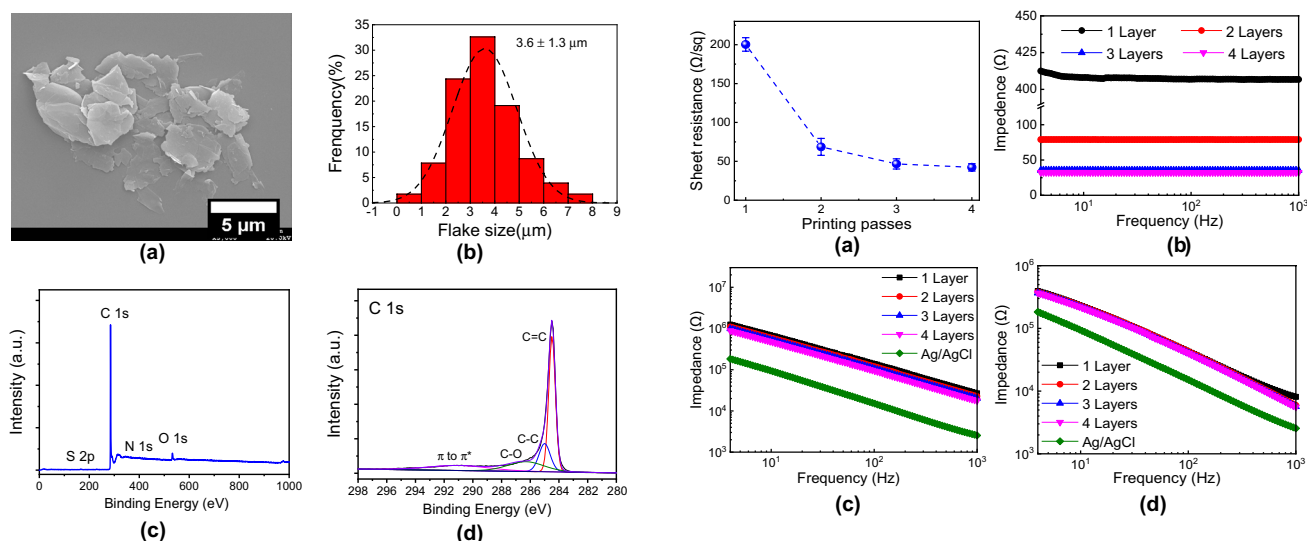 5 µm
(a)
Frenquency(%)
35
30
25
20
15
10
5
0
3.6 ± 1.3 µm
-1 0 1 2 3 4 5 6 7 8 9
Flake size(µm)
(b)
Intensity (a.u.)
C 1s
S 2p
N 1s
O 1s
0 200 400 600 800 1000
Binding Energy (eV)
(c)
Intensity (a.u.)
C 1s
C=C
C-C
C-O
π to π*
298 296 294 292 290 288 286 284 282 280
Binding Energy (eV)
(d)
Sheet resistance (Ω/sq)
200
150
100
50
0
1 2 3 4
Printing passes
(a)
Impedence (Ω)
450
425
400
100
50
0
1 Layer
2 Layers
3 Layers
4 Layers
10¹ 10² 10³
Frequency (Hz)
(b)
Impedance (Ω)
10⁷
10⁶
10⁵
10⁴
10³
10²
1 Layer
2 Layers
3 Layers
4 Layers
Ag/AgCl
10¹ 10² 10³
Frequency (Hz)
(c)
Impedance (Ω)
10⁶
10⁵
10⁴
10³
1 Layer
2 Layers
3 Layers
4 Layers
Ag/AgCl
10¹ 10² 10³
Frequency (Hz)
(d)